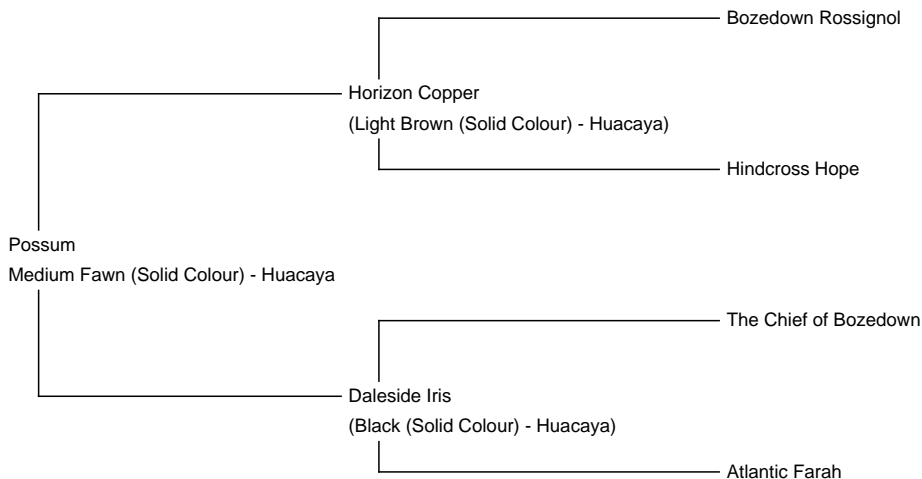 Bozedown Rossignol
Horizon Copper
(Light Brown (Solid Colour) - Huacaya)
Hindcross Hope
Possum
Medium Fawn (Solid Colour) - Huacaya
The Chief of Bozedown
Daleside Iris
(Black (Solid Colour) - Huacaya)
Atlantic Farah